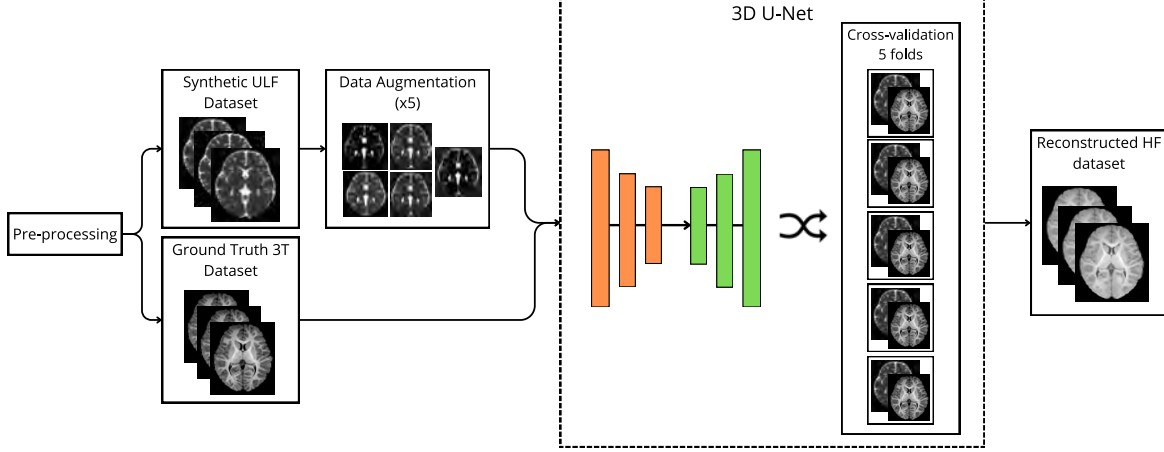 Pre-processing
Synthetic ULF
Dataset
Data Augmentation
(x5)
Ground Truth 3T
Dataset
3D U-Net
Cross-validation
5 folds
Reconstructed HF
dataset